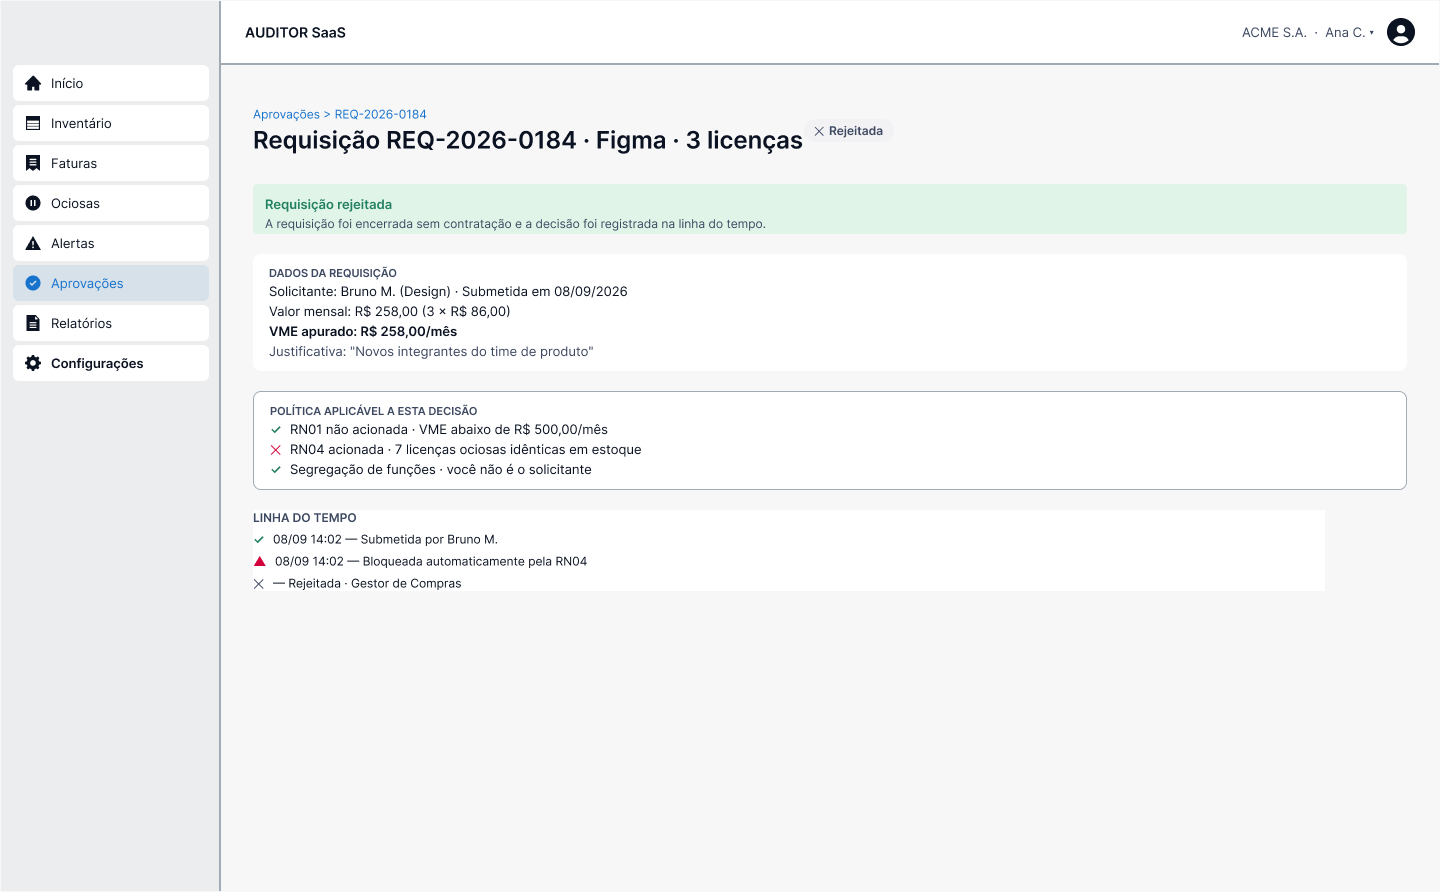 AUDITOR SaaS
ACME S.A. · Ana C. ▾
Início
Inventário
Faturas
Ociosas
Alertas
Aprovações
Relatórios
Configurações
Aprovações > REQ-2026-0184
Requisição REQ-2026-0184 · Figma · 3 licenças
Rejeitada
Requisição rejeitada
A requisição foi encerrada sem contratação e a decisão foi registrada na linha do tempo.
DADOS DA REQUISIÇÃO
Solicitante: Bruno M. (Design) · Submetida em 08/09/2026
Valor mensal: R$ 258,00 (3 × R$ 86,00)
VME apurado: R$ 258,00/mês
Justificativa: "Novos integrantes do time de produto"
POLÍTICA APLICÁVEL A ESTA DECISÃO
RN01 não acionada · VME abaixo de R$ 500,00/mês
RN04 acionada · 7 licenças ociosas idênticas em estoque
Segregação de funções · você não é o solicitante
LINHA DO TEMPO
08/09 14:02 — Submetida por Bruno M.
08/09 14:02 — Bloqueada automaticamente pela RN04
— Rejeitada · Gestor de Compras